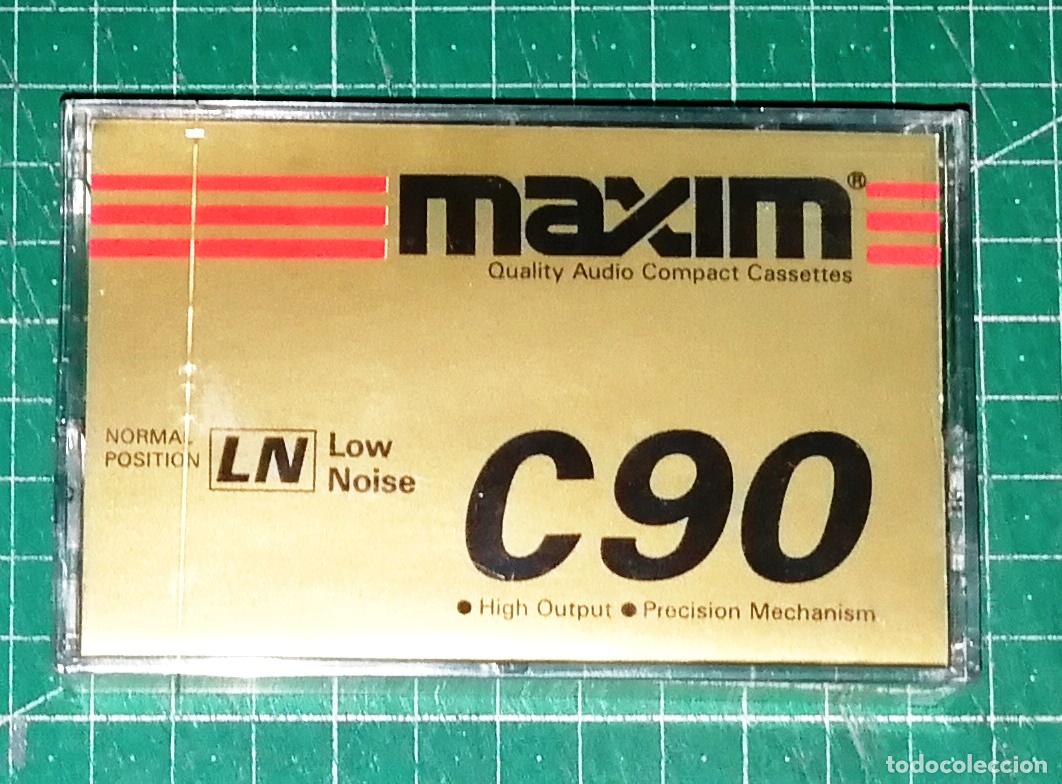 maxim®
Quality Audio Compact Cassettes
NORMAL
POSITION
LN
Low
Noise
C90
● High Output ● Precision Mechanism
todocoleccion